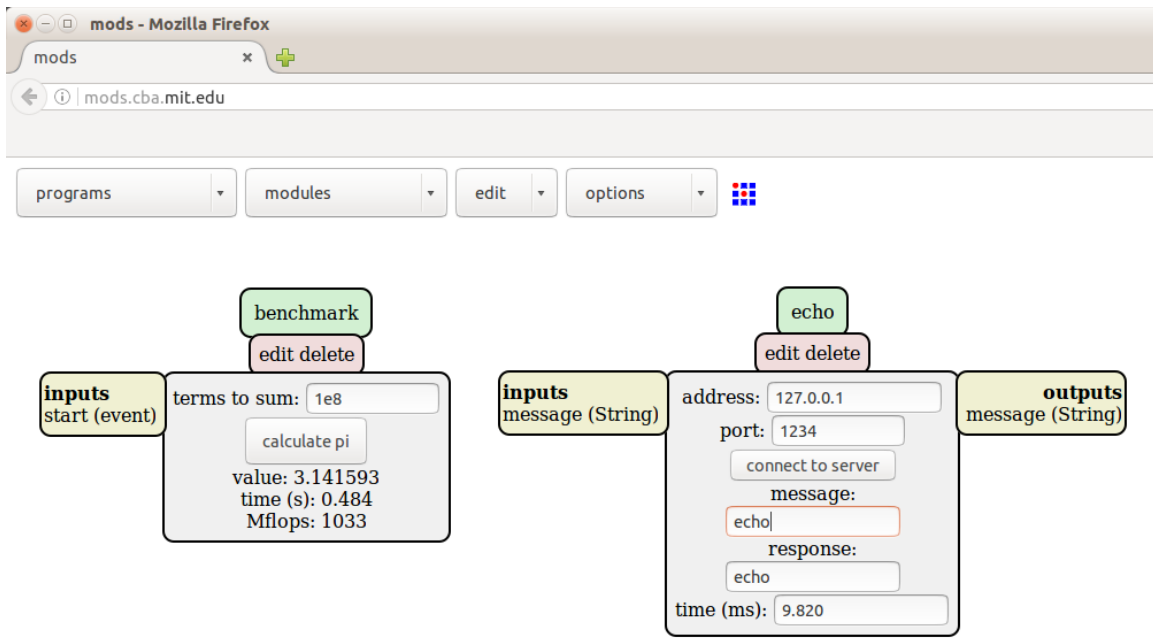 mods - Mozilla Firefox
mods
mods.cba.mit.edu
programs modules edit options
benchmark
edit delete
inputs
start (event)
terms to sum: 1e8
calculate pi
value: 3.141593
time (s): 0.484
Mflops: 1033
echo
edit delete
inputs
message (String)
address: 127.0.0.1
port: 1234
connect to server
message:
echo
response:
echo
time (ms): 9.820
outputs
message (String)